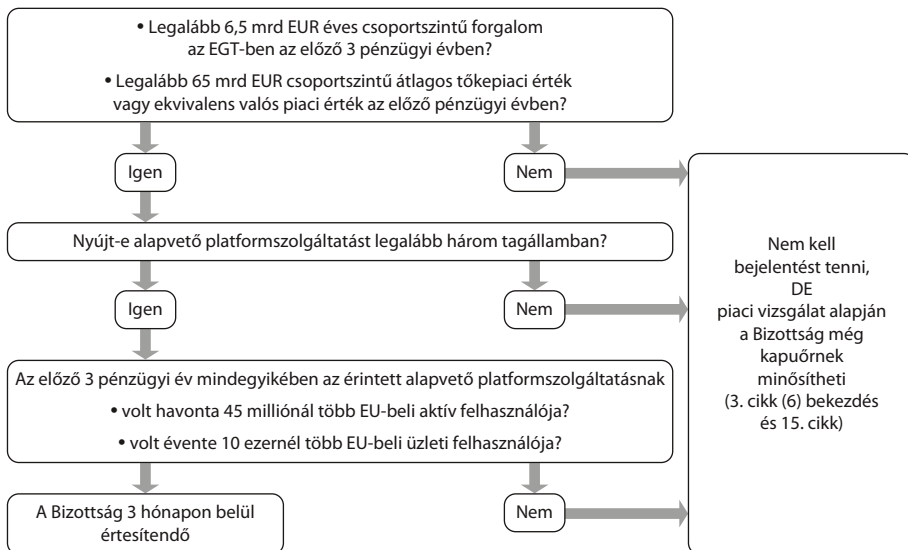 • Legalább 6,5 mrd EUR éves csoportszintű forgalom
az EGT-ben az előző 3 pénzügyi évben?
• Legalább 65 mrd EUR csoportszintű átlagos tőkepiaci érték
vagy ekvivalens valós piaci érték az előző pénzügyi évben?
Igen
Nem
Nyújt-e alapvető platformszolgáltatást legalább három tagállamban?
Igen
Nem
Az előző 3 pénzügyi év mindegyikében az érintett alapvető platformszolgáltatásnak
• volt havonta 45 milliónál több EU-beli aktív felhasználója?
• volt évente 10 ezernél több EU-beli üzleti felhasználója?
A Bizottság 3 hónapon belül
értesítendő
Nem
Nem kell
bejelentést tenni,
DE
piaci vizsgálat alapján
a Bizottság még
kapuőrnek
minősítheti
(3. cikk (6) bekezdés
és 15. cikk)